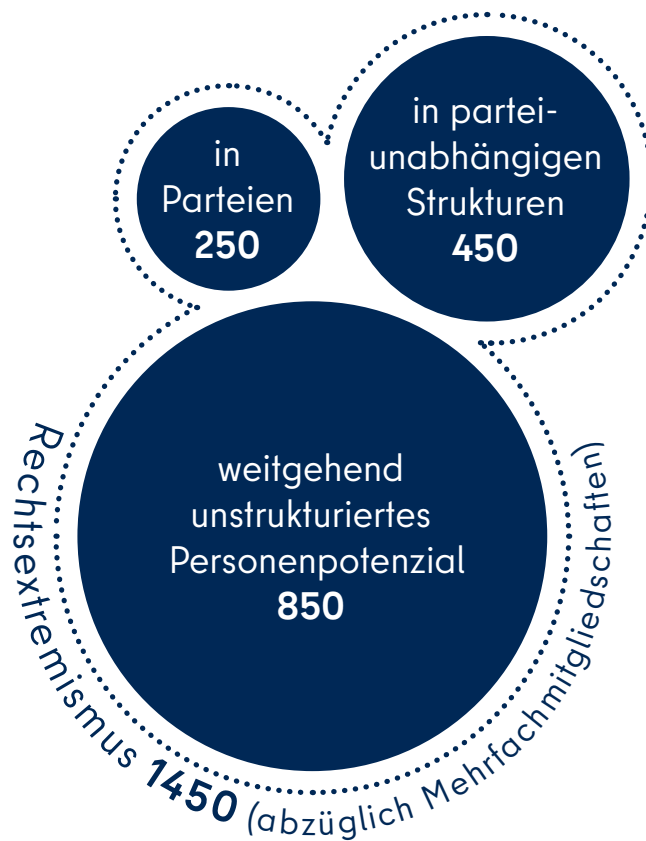 in
Parteien
250
in partei-
unabhängigen
Strukturen
450
weitgehend
unstrukturiertes
Personenpotenzial
850
Rechtsextremismus 1450 (abzüglich Mehrfachmitgliedschaften)